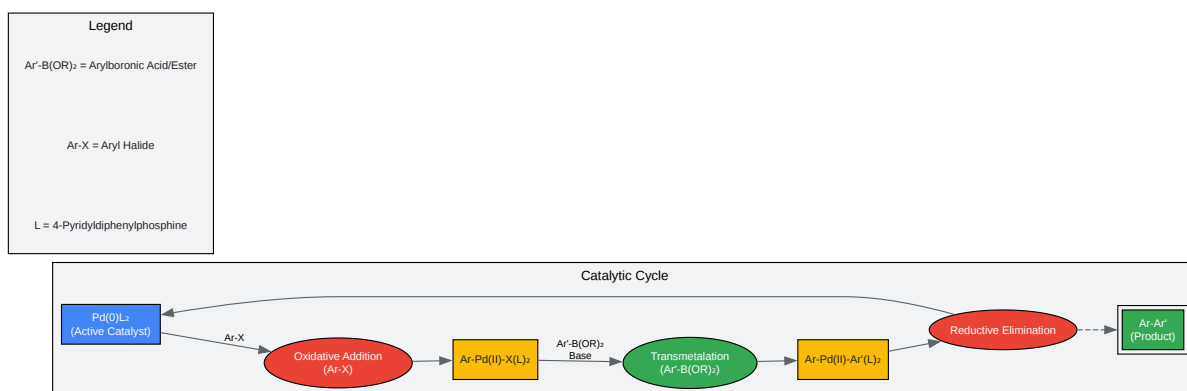 Legend
Ar'-B(OR)₂ = Arylboronic Acid/Ester
Ar-X = Aryl Halide
L = 4-Pyridyldiphenylphosphine
Catalytic Cycle
Pd(0)L₂
(Active Catalyst)
Ar-X
Oxidative Addition
(Ar-X)
Ar-Pd(II)-X(L)₂
Ar'-B(OR)₂
Base
Transmetalation
(Ar'-B(OR)₂)
Ar-Pd(II)-Ar'(L)₂
Reductive Elimination
Ar-Ar'
(Product)